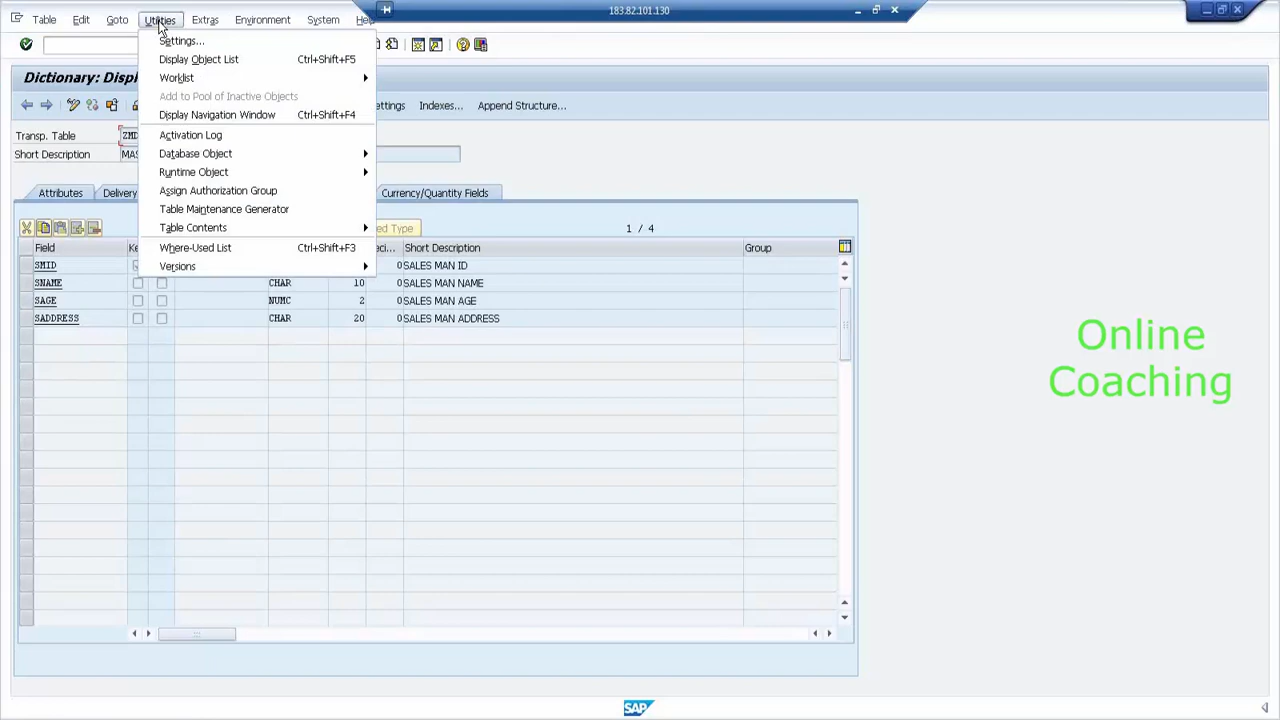 183.82.101.130
Table Edit Goto Utilities Extras Environment System
Dictionary:
Settings...
Display Object List Ctrl+Shift+F5
Worklist
Add to Pool of Inactive Objects
Display Navigation Window Ctrl+Shift+F4
Activation Log
Database Object
Runtime Object
Assign Authorization Group
Table Maintenance Generator
Table Contents
Where-Used List Ctrl+Shift+F3
Versions
Indexes... Append Structure...
Transp. Table
Short Description
Attributes Delivery Currency/Quantity Fields
Type 1 / 4
Field Short Description Group
SMID 0 SALES MAN ID
SNAME CHAR 10 0 SALES MAN NAME
SAGE NUMC 2 0 SALES MAN AGE
SADDRESS CHAR 20 0 SALES MAN ADDRESS
Online
Coaching
SAP